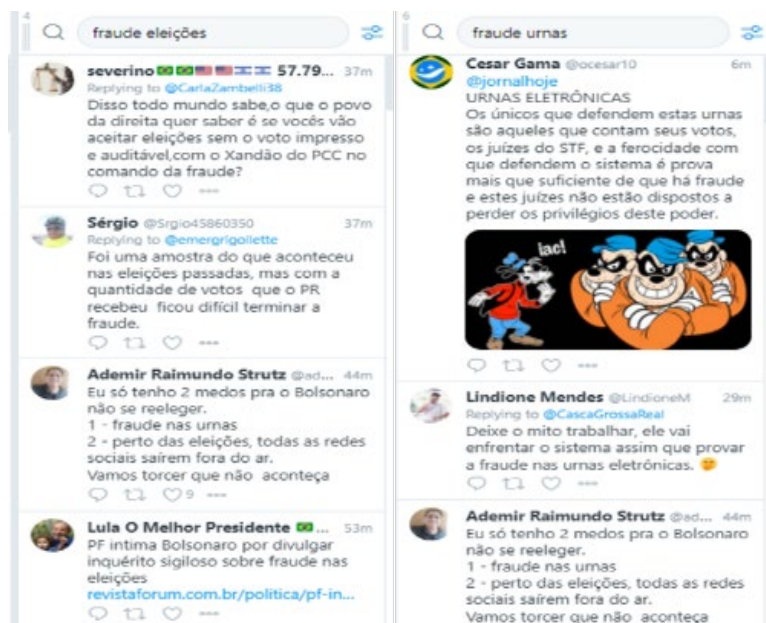 4
fraude eleições
severino 57.79... 37m
Replying to @CarlaZambelli38
Disso todo mundo sabe,o que o povo
da direita quer saber é se vocês vão
aceitar eleições sem o voto impresso
e auditável,com o Xandão do PCC no
comando da fraude?
Sérgio @Srgio45860350 37m
Replying to @emergrigollette
Foi uma amostra do que aconteceu
nas eleições passadas, mas com a
quantidade de votos que o PR
recebeu ficou difícil terminar a
fraude.
Ademir Raimundo Strutz @ad... 44m
Eu só tenho 2 medos pra o Bolsonaro
não se reeleger.
1 - fraude nas urnas
2 - perto das eleições, todas as redes
sociais saírem fora do ar.
Vamos torcer que não aconteça
9
Lula O Melhor Presidente ... 53m
PF intima Bolsonaro por divulgar
inquérito sigiloso sobre fraude nas
eleições
revistaforum.com.br/politica/pf-in...
6
fraude urnas
Cesar Gama @ocesar10 6m
@jornalhoje
URNAS ELETRÔNICAS
Os únicos que defendem estas urnas
são aqueles que contam seus votos,
os juízes do STF, e a ferocidade com
que defendem o sistema é prova
mais que suficiente de que há fraude
e estes juízes não estão dispostos a
perder os privilégios deste poder.
Iac!
Lindione Mendes @LindioneM 29m
Replying to @CascaGrossaReal
Deixe o mito trabalhar, ele vai
enfrentar o sistema assim que provar
a fraude nas urnas eletrônicas.
Ademir Raimundo Strutz @ad... 44m
Eu só tenho 2 medos pra o Bolsonaro
não se reeleger.
1 - fraude nas urnas
2 - perto das eleições, todas as redes
sociais saírem fora do ar.
Vamos torcer que não aconteça